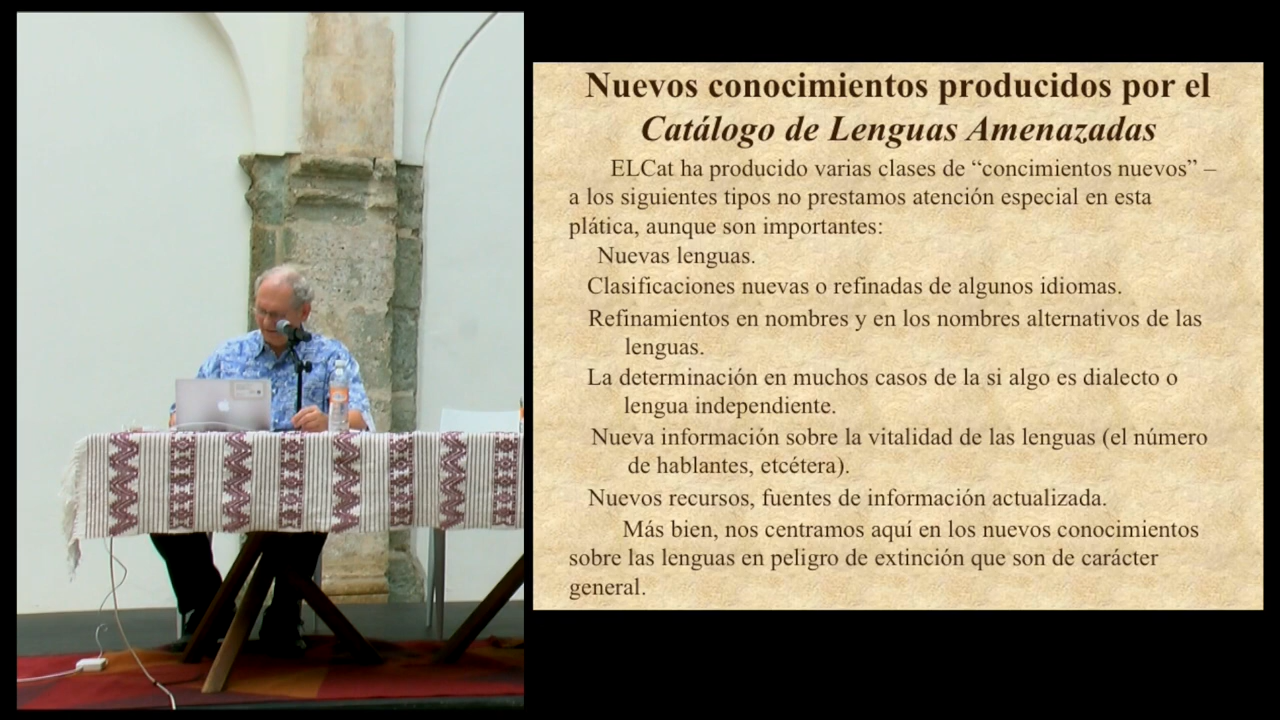 Nuevos conocimientos producidos por el
Catálogo de Lenguas Amenazadas
ELCat ha producido varias clases de “concimientos nuevos” –
a los siguientes tipos no prestamos atención especial en esta
plática, aunque son importantes:
Nuevas lenguas.
Clasificaciones nuevas o refinadas de algunos idiomas.
Refinamientos en nombres y en los nombres alternativos de las
lenguas.
La determinación en muchos casos de la si algo es dialecto o
lengua independiente.
Nueva información sobre la vitalidad de las lenguas (el número
de hablantes, etcétera).
Nuevos recursos, fuentes de información actualizada.
Más bien, nos centramos aquí en los nuevos conocimientos
sobre las lenguas en peligro de extinción que son de carácter
general.